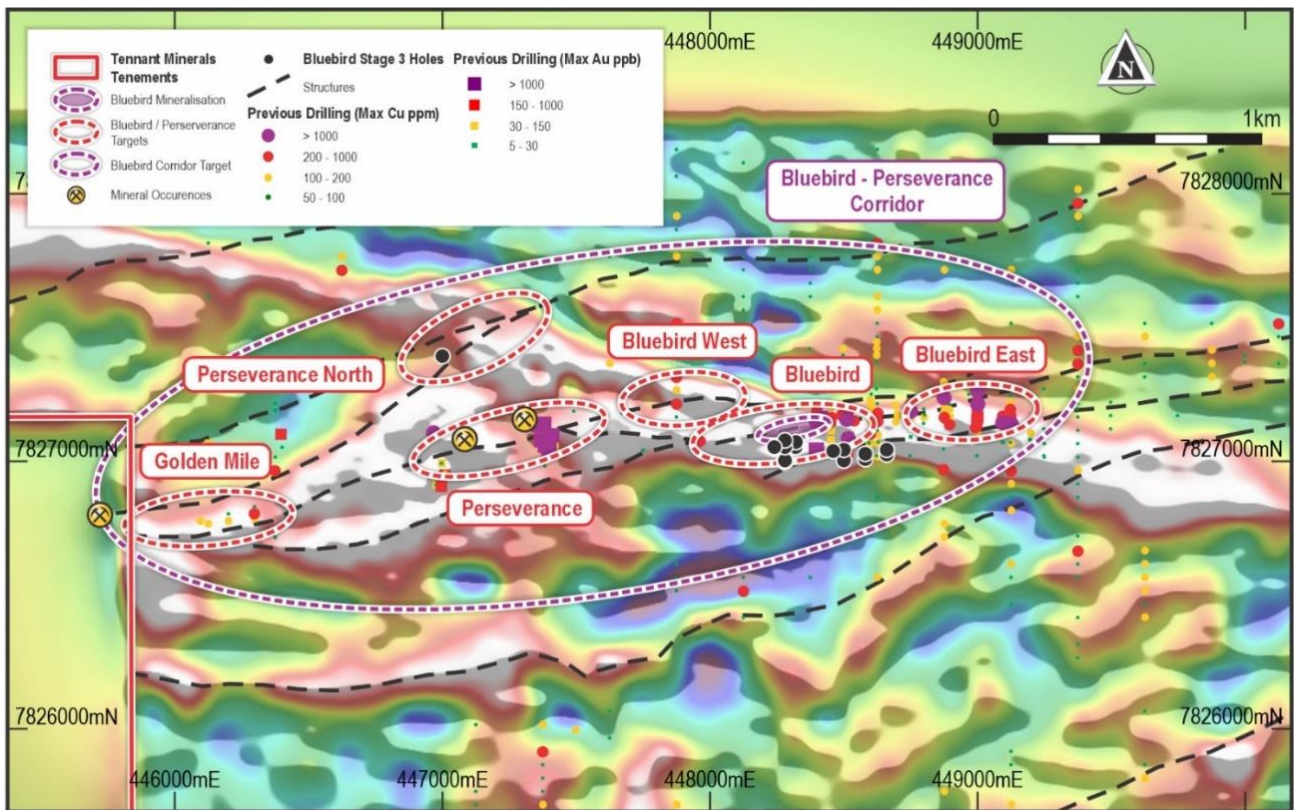 448000mE
449000mE
Tennant Minerals
Tenements
Bluebird Mineralisation
Bluebird / Perserverance
Targets
Bluebird Corridor Target
Mineral Occurences
Bluebird Stage 3 Holes
Structures
Previous Drilling (Max Cu ppm)
> 1000
200 - 1000
100 - 200
50 - 100
Previous Drilling (Max Au ppb)
> 1000
150 - 1000
30 - 150
5 - 30
N
0
1km
Bluebird - Perseverance
Corridor
7828000mN
Bluebird West
Bluebird East
Perseverance North
Bluebird
7827000mN
7827000mN
Golden Mile
Perseverance
7826000mN
7826000mN
446000mE
447000mE
448000mE
449000mE